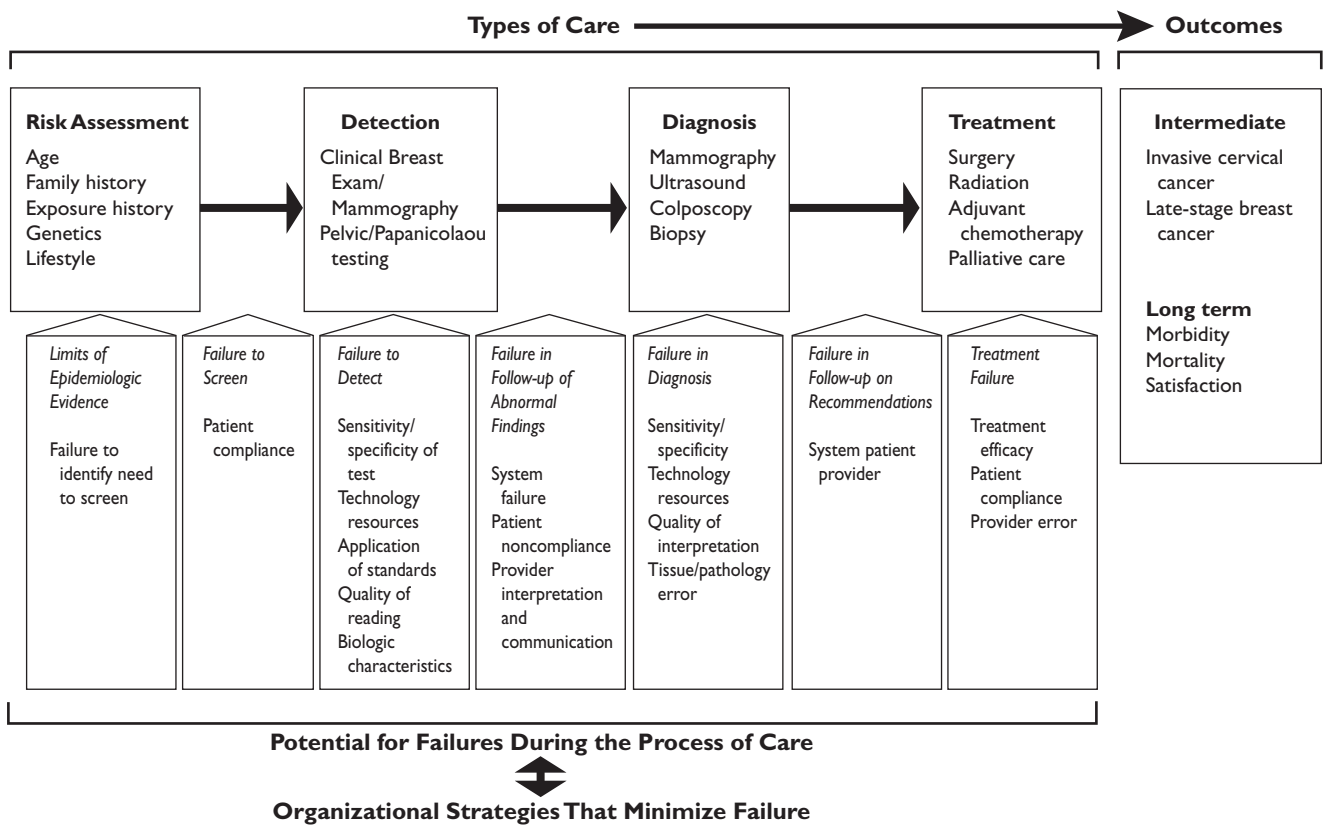 Types of Care
Outcomes
Risk Assessment
Age
Family history
Exposure history
Genetics
Lifestyle
Detection
Clinical Breast
Exam/
Mammography
Pelvic/Papanicolaou
testing
Diagnosis
Mammography
Ultrasound
Colposcopy
Biopsy
Treatment
Surgery
Radiation
Adjuvant
chemotherapy
Palliative care
Intermediate
Invasive cervical
cancer
Late-stage breast
cancer
Long term
Morbidity
Mortality
Satisfaction
Limits of
Epidemiologic
Evidence
Failure to
identify need
to screen
Failure to
Screen
Patient
compliance
Failure to
Detect
Sensitivity/
specificity of
test
Technology
resources
Application
of standards
Quality of
reading
Biologic
characteristics
Failure in
Follow-up of
Abnormal
Findings
System
failure
Patient
noncompliance
Provider
interpretation
and
communication
Failure in
Diagnosis
Sensitivity/
specificity
Technology
resources
Quality of
interpretation
Tissue/pathology
error
Failure in
Follow-up on
Recommendations
System patient
provider
Treatment
Failure
Treatment
efficacy
Patient
compliance
Provider error
Potential for Failures During the Process of Care
Organizational Strategies That Minimize Failure